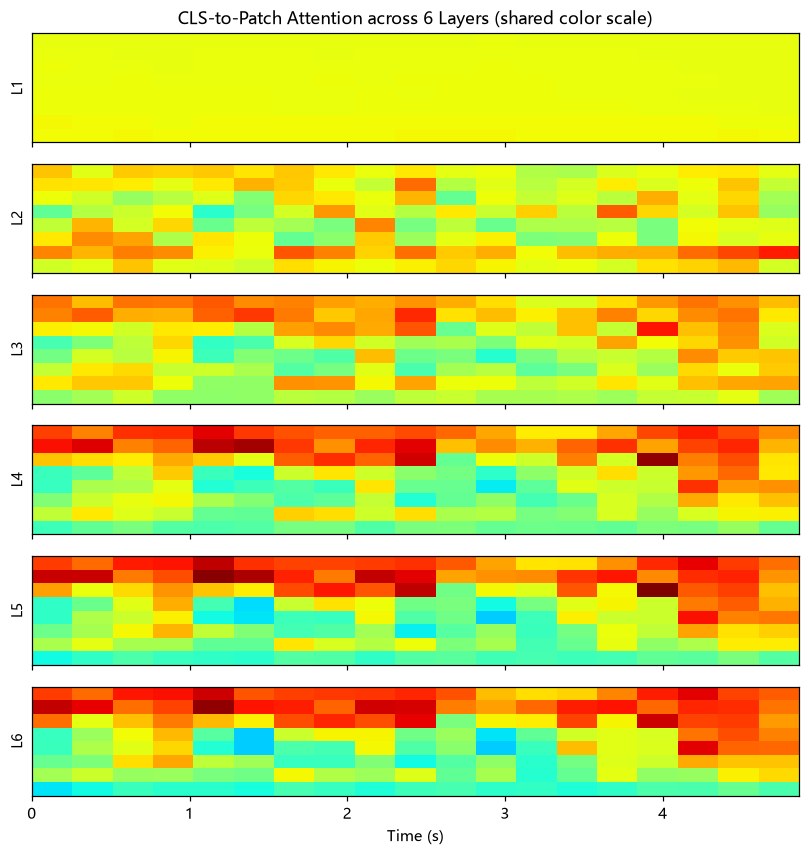 CLS-to-Patch Attention across 6 Layers (shared color scale)
L1
L2
L3
L4
L5
L6
0 1 2 3 4
Time (s)